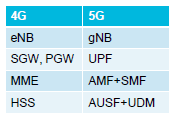 4G 5G
eNB gNB
SGW, PGW UPF
MME AMF+SMF
HSS AUSF+UDM